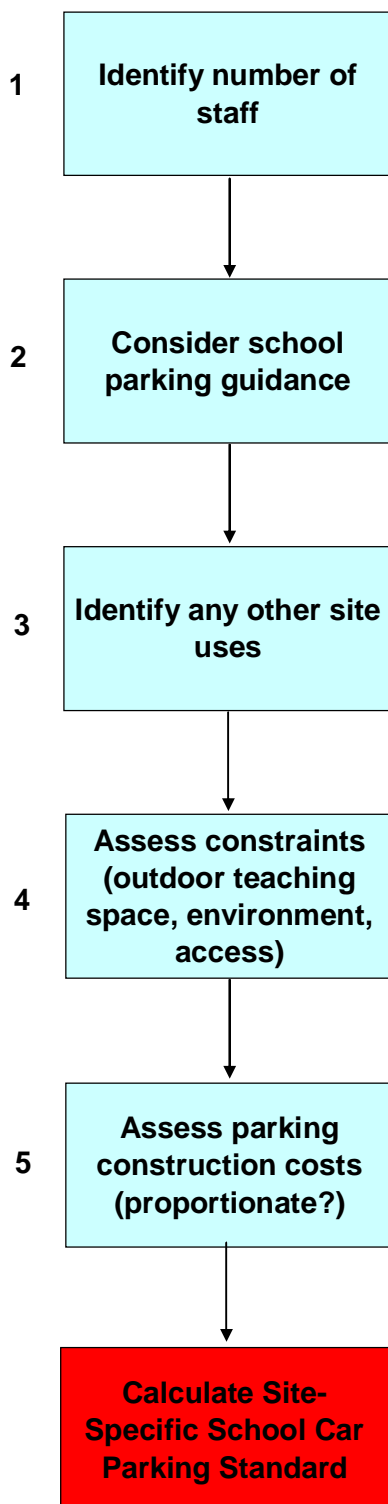 1
Identify number of
staff
2
Consider school
parking guidance
3
Identify any other site
uses
4
Assess constraints
(outdoor teaching
space, environment,
access)
5
Assess parking
construction costs
(proportionate?)
Calculate Site-
Specific School Car
Parking Standard